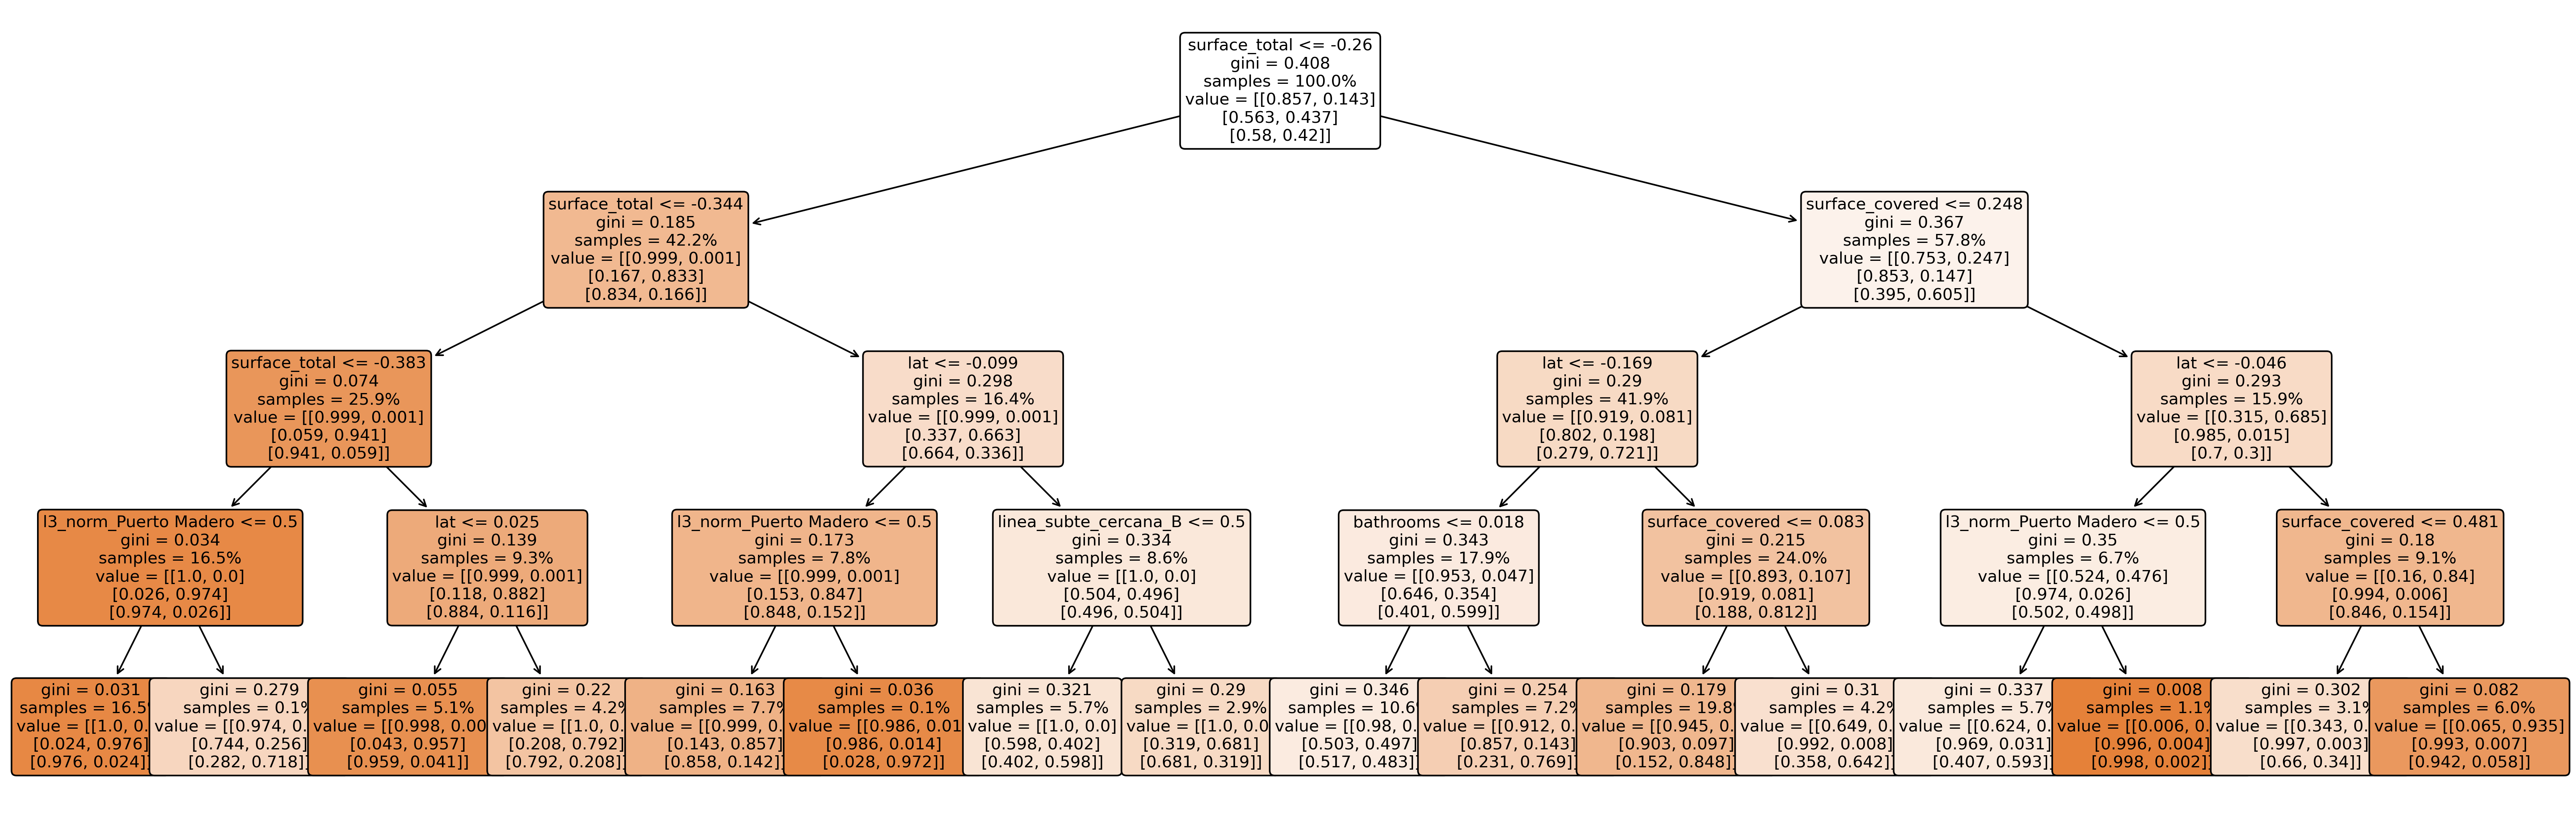 surface_total <= -0.26
gini = 0.408
samples = 100.0%
value = [[0.857, 0.143]
[0.563, 0.437]
[0.58, 0.42]]
surface_total <= -0.344
gini = 0.185
samples = 42.2%
value = [[0.999, 0.001]
[0.167, 0.833]
[0.834, 0.166]]
surface_covered <= 0.248
gini = 0.367
samples = 57.8%
value = [[0.753, 0.247]
[0.853, 0.147]
[0.395, 0.605]]
surface_total <= -0.383
gini = 0.074
samples = 25.9%
value = [[0.999, 0.001]
[0.059, 0.941]
[0.941, 0.059]]
lat <= -0.099
gini = 0.298
samples = 16.4%
value = [[0.999, 0.001]
[0.337, 0.663]
[0.664, 0.336]]
lat <= -0.169
gini = 0.29
samples = 41.9%
value = [[0.919, 0.081]
[0.802, 0.198]
[0.279, 0.721]]
lat <= -0.046
gini = 0.293
samples = 15.9%
value = [[0.315, 0.685]
[0.985, 0.015]
[0.7, 0.3]]
l3_norm_Puerto Madero <= 0.5
gini = 0.034
samples = 16.5%
value = [[1.0, 0.0]
[0.026, 0.974]
[0.974, 0.026]]
lat <= 0.025
gini = 0.139
samples = 9.3%
value = [[0.999, 0.001]
[0.118, 0.882]
[0.884, 0.116]]
l3_norm_Puerto Madero <= 0.5
gini = 0.173
samples = 7.8%
value = [[0.999, 0.001]
[0.153, 0.847]
[0.848, 0.152]]
linea_subte_cercana_B <= 0.5
gini = 0.334
samples = 8.6%
value = [[1.0, 0.0]
[0.504, 0.496]
[0.496, 0.504]]
bathrooms <= 0.018
gini = 0.343
samples = 17.9%
value = [[0.953, 0.047]
[0.646, 0.354]
[0.401, 0.599]]
surface_covered <= 0.083
gini = 0.215
samples = 24.0%
value = [[0.893, 0.107]
[0.919, 0.081]
[0.188, 0.812]]
l3_norm_Puerto Madero <= 0.5
gini = 0.35
samples = 6.7%
value = [[0.524, 0.476]
[0.974, 0.026]
[0.502, 0.498]]
surface_covered <= 0.481
gini = 0.18
samples = 9.1%
value = [[0.16, 0.84]
[0.994, 0.006]
[0.846, 0.154]]
gini = 0.031
samples = 16.5
value = [[1.0, 0.
[0.024, 0.976]
[0.976, 0.024]
gini = 0.279
samples = 0.1%
value = [[0.974, 0.
[0.744, 0.256]
[0.282, 0.718]
gini = 0.055
samples = 5.1%
value = [[0.998, 0.00
[0.043, 0.957]
[0.959, 0.041]]
gini = 0.22
samples = 4.2%
value = [[1.0, 0.
[0.208, 0.792]
[0.792, 0.208]
gini = 0.163
samples = 7.7%
value = [[0.999, 0.
[0.143, 0.857]
[0.858, 0.142]
gini = 0.036
samples = 0.1%
value = [[0.986, 0.01
[0.986, 0.014]
[0.028, 0.972]]
gini = 0.321
samples = 5.7%
value = [[1.0, 0.0]
[0.598, 0.402]
[0.402, 0.598]]
gini = 0.29
samples = 2.9%
value = [[1.0, 0.0
[0.319, 0.681]
[0.681, 0.319]]
gini = 0.346
samples = 10.6
value = [[0.98, 0.
[0.503, 0.497]
[0.517, 0.483]
gini = 0.254
samples = 7.2%
value = [[0.912, 0.
[0.857, 0.143]
[0.231, 0.769]
gini = 0.179
samples = 19.8
value = [[0.945, 0.
[0.903, 0.097]
[0.152, 0.848]
gini = 0.31
samples = 4.2%
value = [[0.649, 0.
[0.992, 0.008]
[0.358, 0.642]
gini = 0.337
samples = 5.7%
value = [[0.624, 0.
[0.969, 0.031]
[0.407, 0.593]
gini = 0.008
samples = 1.1%
value = [[0.006, 0.
[0.996, 0.004]
[0.998, 0.002]
gini = 0.302
samples = 3.1%
value = [[0.343, 0.
[0.997, 0.003]
[0.66, 0.34]]
gini = 0.082
samples = 6.0%
value = [[0.065, 0.935]
[0.993, 0.007]
[0.942, 0.058]]